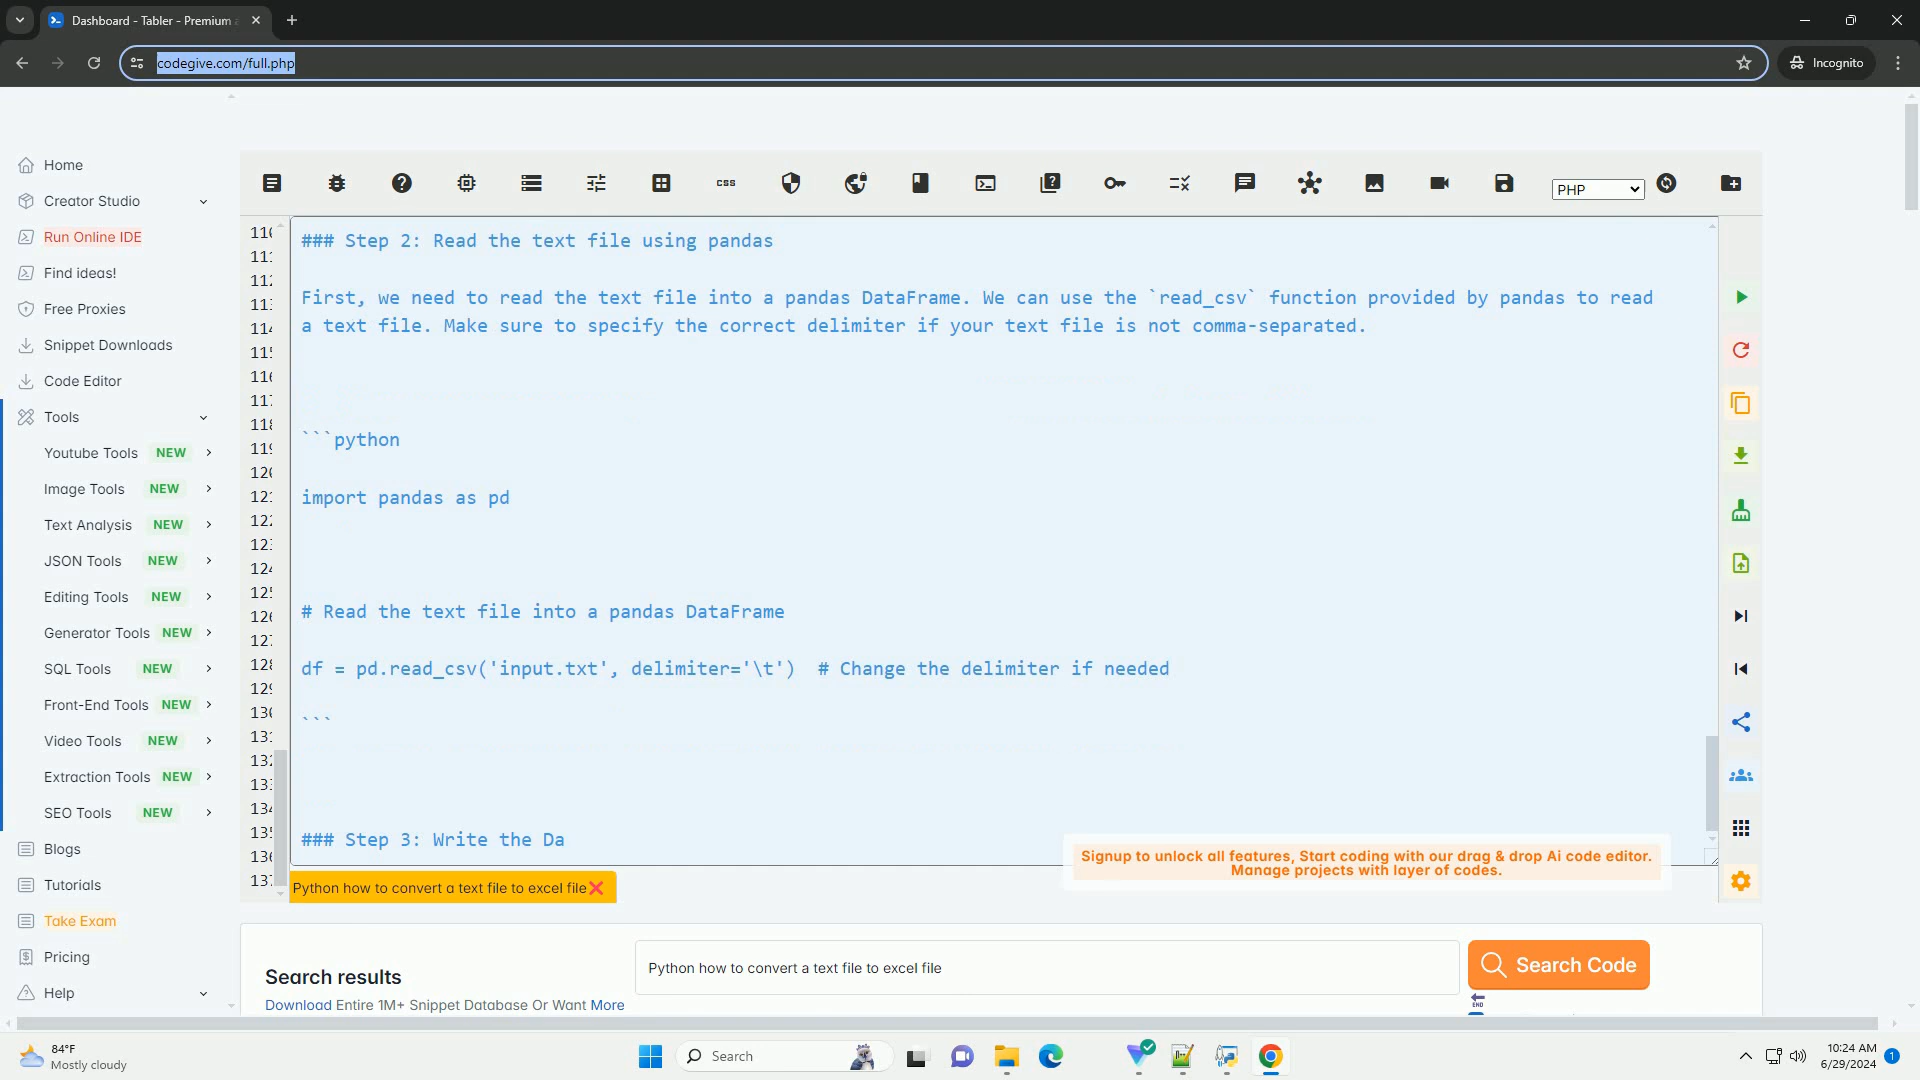 Dashboard - Tabler - Premium
codegive.com/full.php
Incognito
Home
Creator Studio
Run Online IDE
Find ideas!
Free Proxies
Snippet Downloads
Code Editor
Tools
Youtube Tools NEW
Image Tools NEW
Text Analysis NEW
JSON Tools NEW
Editing Tools NEW
Generator Tools NEW
SQL Tools NEW
Front-End Tools NEW
Video Tools NEW
Extraction Tools NEW
SEO Tools NEW
Blogs
Tutorials
Take Exam
Pricing
Help
CSS
PHP
### Step 2: Read the text file using pandas
First, we need to read the text file into a pandas DataFrame. We can use the `read_csv` function provided by pandas to read
a text file. Make sure to specify the correct delimiter if your text file is not comma-separated.
```python
import pandas as pd
# Read the text file into a pandas DataFrame
df = pd.read_csv('input.txt', delimiter='\t')  # Change the delimiter if needed
```
### Step 3: Write the Da
Signup to unlock all features, Start coding with our drag & drop Ai code editor.
Manage projects with layer of codes.
Python how to convert a text file to excel file
Search results
Download Entire 1M+ Snippet Database Or Want More
Python how to convert a text file to excel file
Search Code
END
84°F
Mostly cloudy
Search
10:24 AM
6/29/2024
1